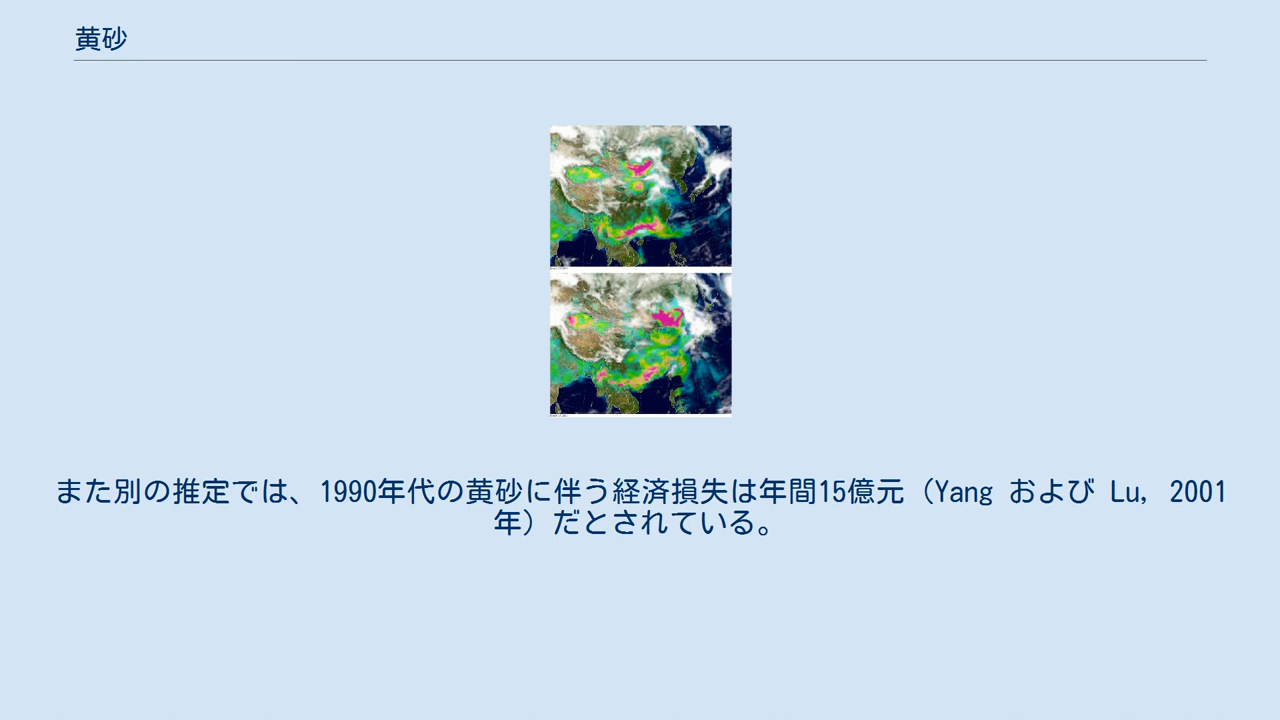 黄砂
また別の推定では、1990年代の黄砂に伴う経済損失は年間15億元（Yang および Lu, 2001
年）だとされている。